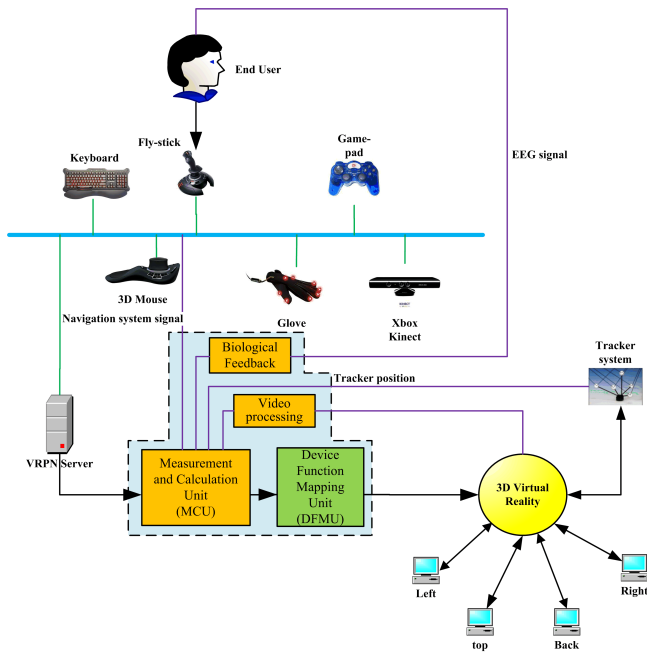 End User
Fly-stick
Game-
pad
EEG signal
Keyboard
3D Mouse
Glove
Xbox
Kinect
Navigation system signal
Biological
Feedback
Tracker
system
Tracker position
Video
processing
VRPN Server
Measurement
and Calculation
Unit
(MCU)
Device
Function
Mapping
Unit
(DFMU)
3D Virtual
Reality
Left
Right
top
Back